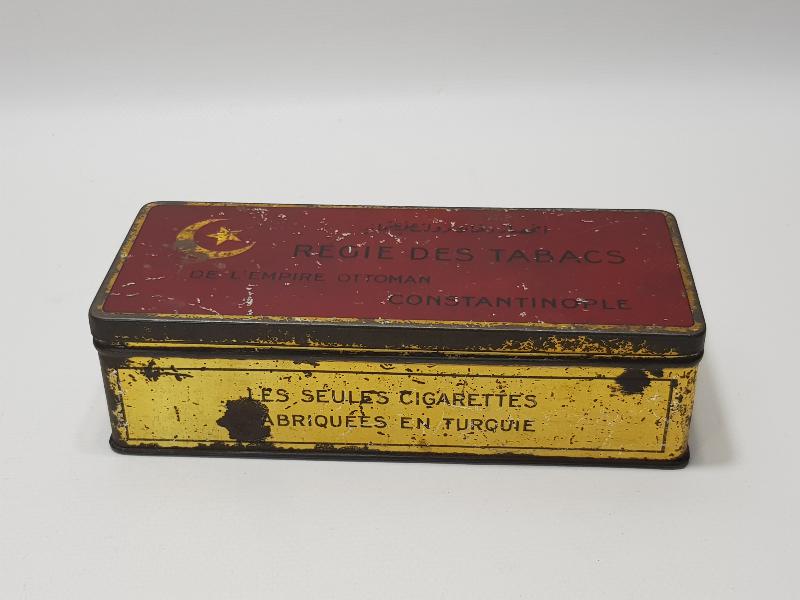 REGIE DES TABACS
DE L'EMPIRE OTTOMAN
CONSTANTINOPLE
LES SEULES CIGARETTES
FABRIQUÉES EN TURQUIE